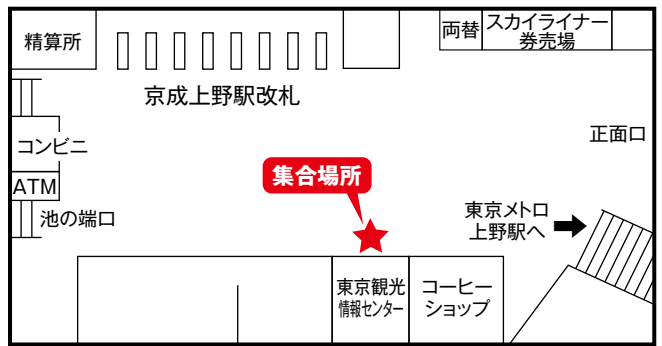 精算所
両替
スカイライナー
券売場
京成上野駅改札
正面口
コンビニ
ATM
池の端口
集合場所
東京メトロ
上野駅へ
東京観光
情報センター
コーヒー
ショップ